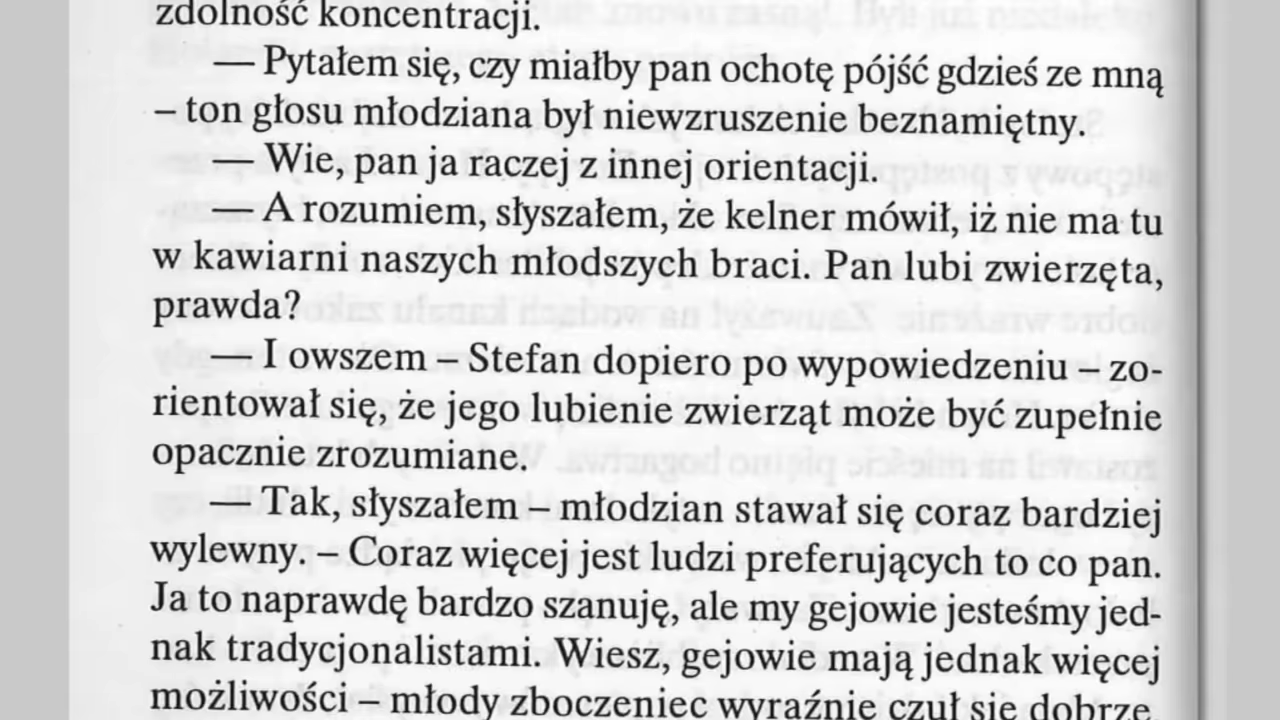 zdolność koncentracji.
— Pytałem się, czy miałby pan ochotę pójść gdzieś ze mną
– ton głosu młodziana był niewzruszenie beznamiętny.
— Wie, pan ja raczej z innej orientacji.
— A rozumiem, słyszałem, że kelner mówił, iż nie ma tu
w kawiarni naszych młodszych braci. Pan lubi zwierzęta,
prawda?
— I owszem – Stefan dopiero po wypowiedzeniu – zo-
rientował się, że jego lubienie zwierząt może być zupełnie
opacznie zrozumiane.
— Tak, słyszałem – młodzian stawał się coraz bardziej
wylewny. – Coraz więcej jest ludzi preferujących to co pan.
Ja to naprawdę bardzo szanuję, ale my gejowie jesteśmy jed-
nak tradycjonalistami. Wiesz, gejowie mają jednak więcej
możliwości – młody zboczeniec wyraźnie czuł się dobrze